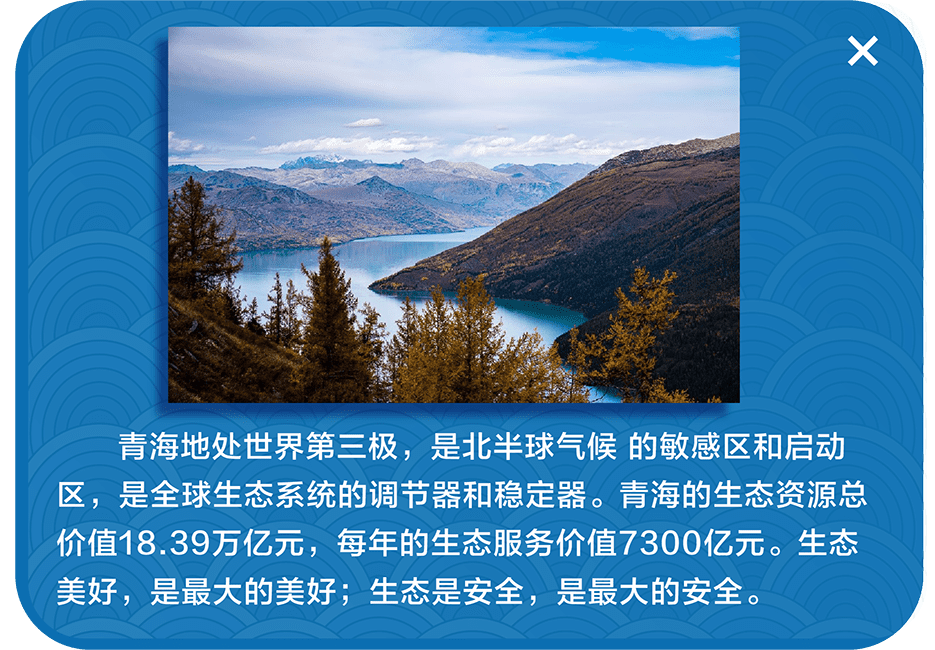 青海地处世界第三极，是北半球气候 的敏感区和启动
区，是全球生态系统的调节器和稳定器。青海的生态资源总
价值18.39万亿元，每年的生态服务价值7300亿元。生态
美好，是最大的美好；生态是安全，是最大的安全。